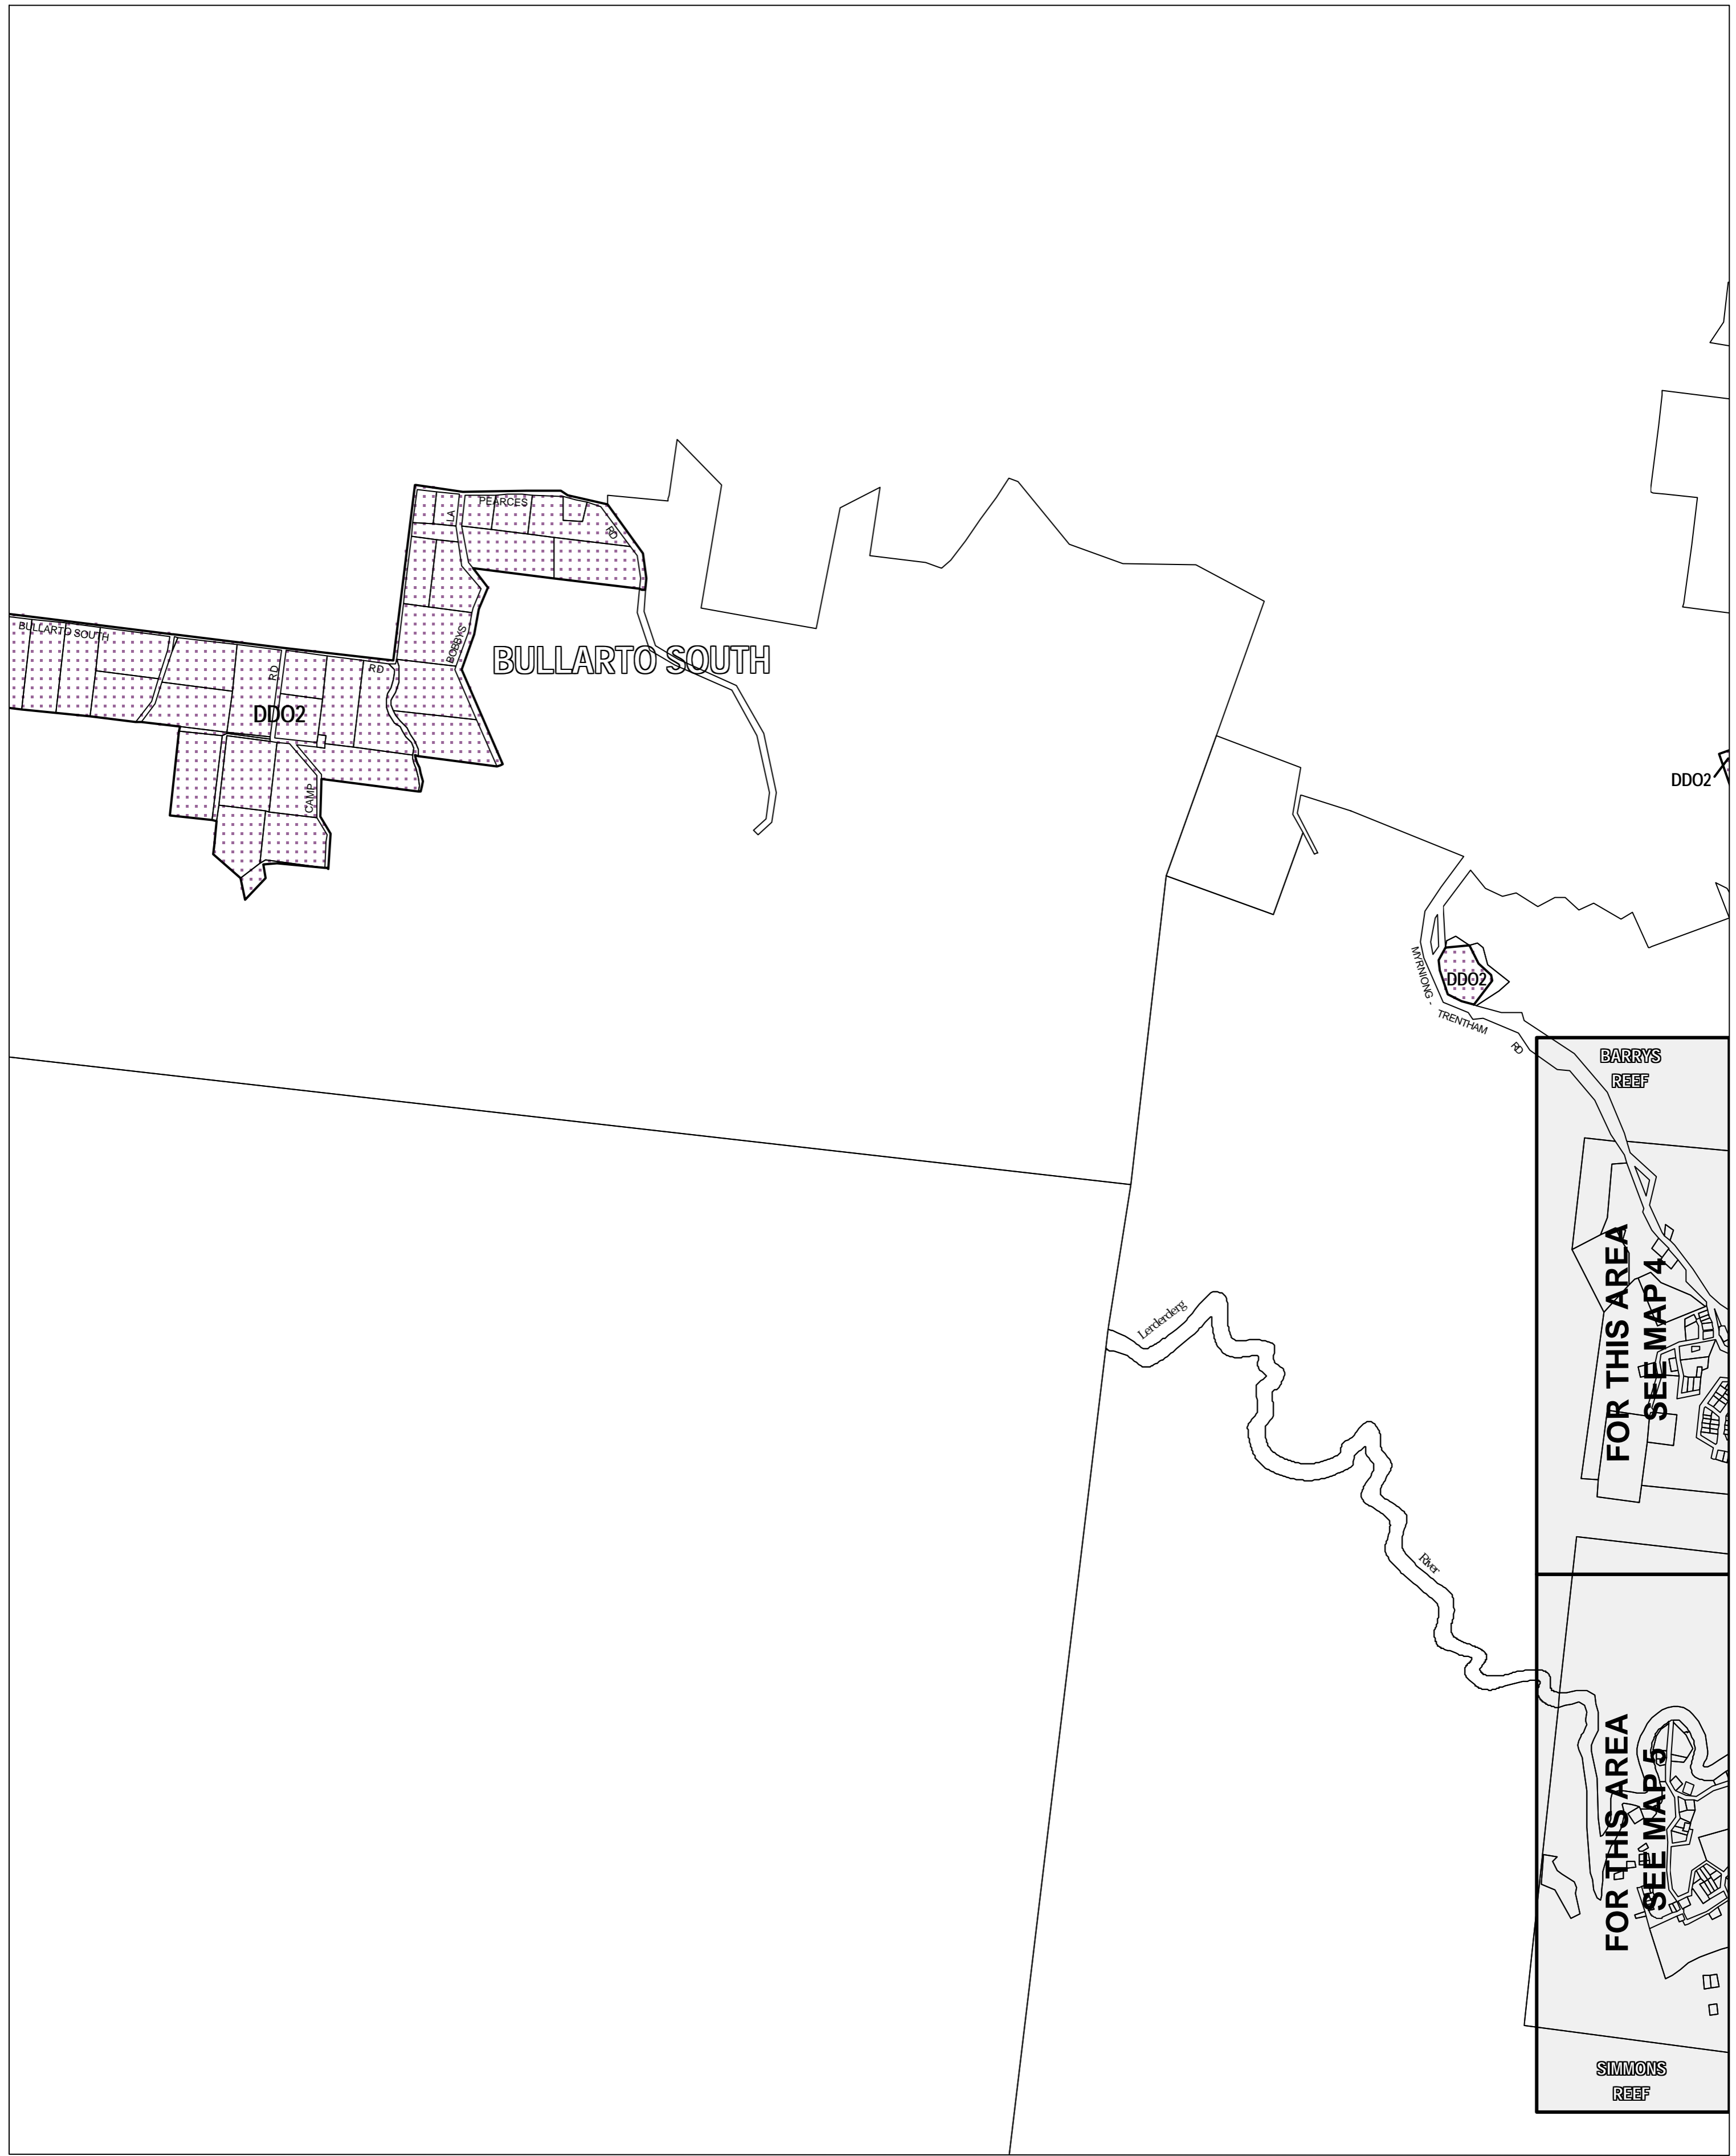 PEARCES
LA
RD
BULLARTO SOUTH
BOBBYS
BULLARTO SOUTH
RD
RD
DDO2
CAMP
DDO2
MYRNIONG -
DDO2
TRENTHAM
RD
BARRYS
REEF
FOR THIS AREA
SEE MAP 4
Lerderderg
River
FOR THIS AREA
SEE MAP 5
SIMMONS
REEF